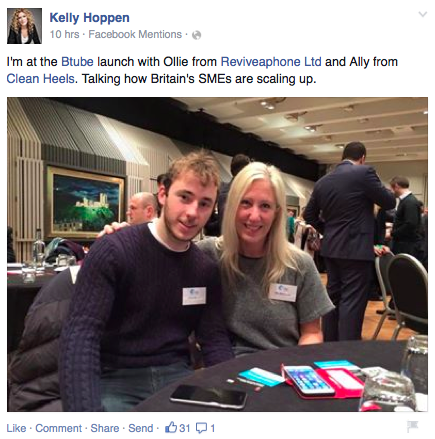 Kelly Hoppen
10 hrs · Facebook Mentions ·
I'm at the Btube launch with Ollie from Reviveaphone Ltd and Ally from
Clean Heels. Talking how Britain's SMEs are scaling up.
Like · Comment · Share · Send · 31 1